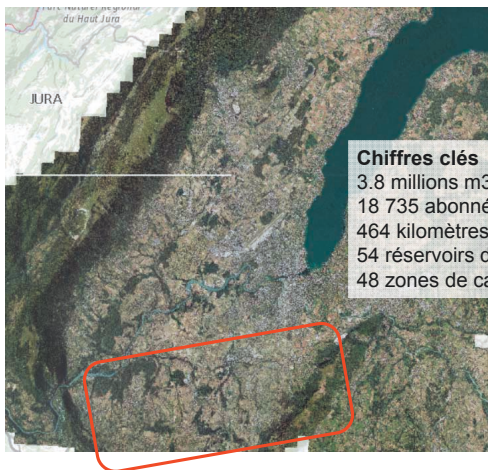 Parc Naturel Régional
du Haut Jura
JURA
Chiffres clés
3.8 millions m3
18 735 abonné
464 kilomètres
54 réservoirs d
48 zones de ca